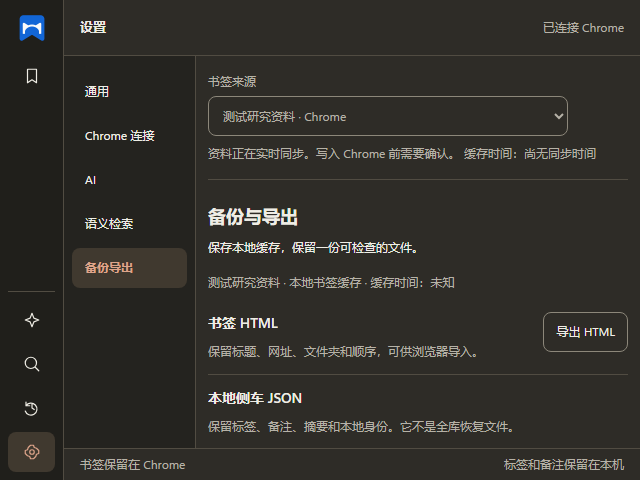 设置
已连接 Chrome
通用
Chrome 连接
AI
语义检索
备份导出
书签来源
测试研究资料 · Chrome
资料正在实时同步。写入 Chrome 前需要确认。 缓存时间：尚无同步时间
备份与导出
保存本地缓存，保留一份可检查的文件。
测试研究资料 · 本地书签缓存 · 缓存时间：未知
书签 HTML
导出 HTML
保留标题、网址、文件夹和顺序，可供浏览器导入。
本地侧车 JSON
保留标签、备注、摘要和本地身份。它不是全库恢复文件。
书签保留在 Chrome
标签和备注保留在本机